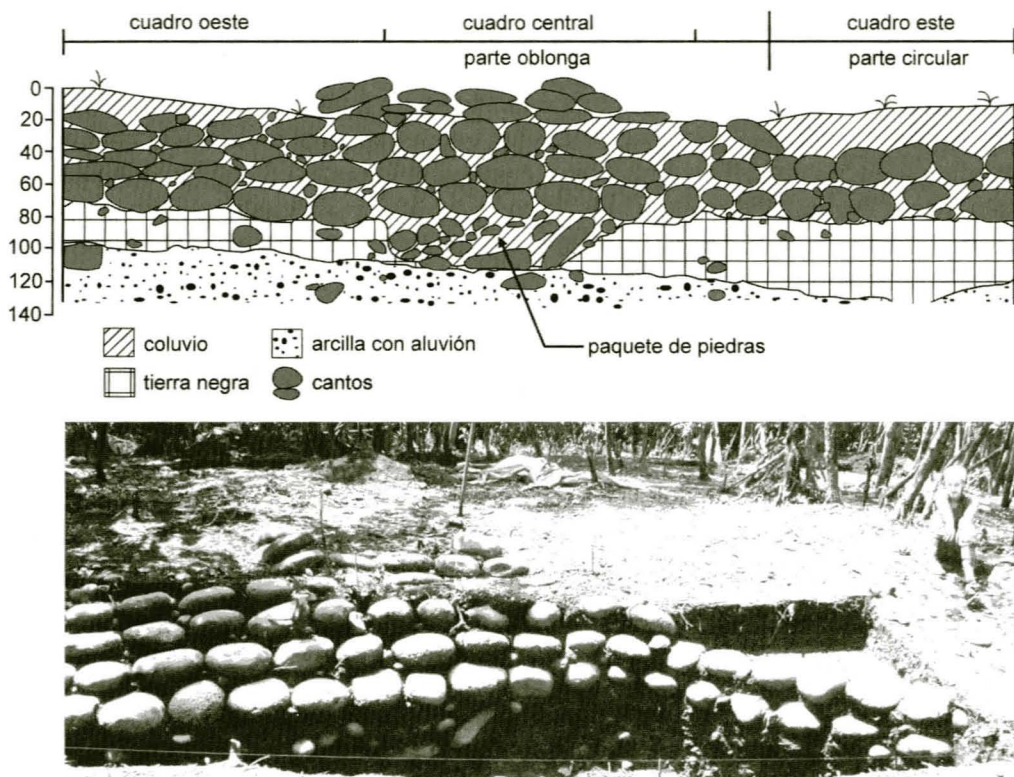 cuadro oeste cuadro central cuadro este
parte oblonga parte circular
0
20
40
60
80
100
120
140
coluvio arcilla con aluvión paquete de piedras
tierra negra cantos